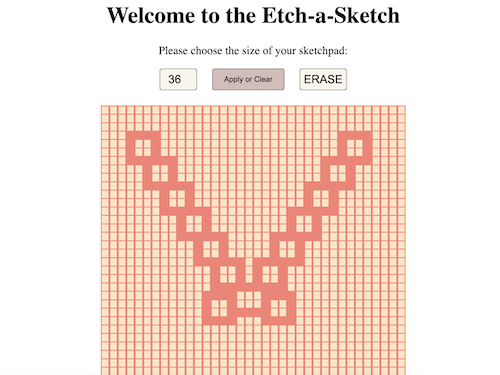 Welcome to the Etch-a-Sketch
Please choose the size of your sketchpad:
36 Apply or Clear ERASE